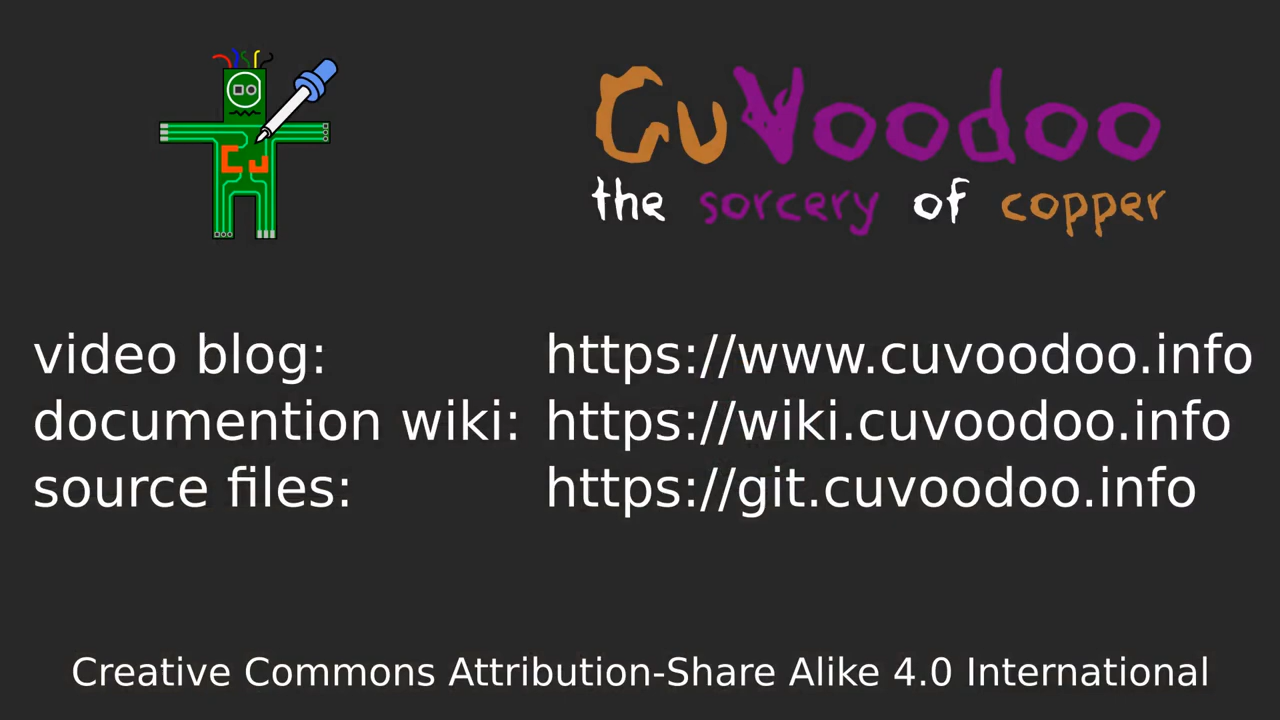 Cu
CuVoodoo
the sorcery of copper
video blog: https://www.cuvoodoo.info
documention wiki: https://wiki.cuvoodoo.info
source files: https://git.cuvoodoo.info
Creative Commons Attribution-Share Alike 4.0 International